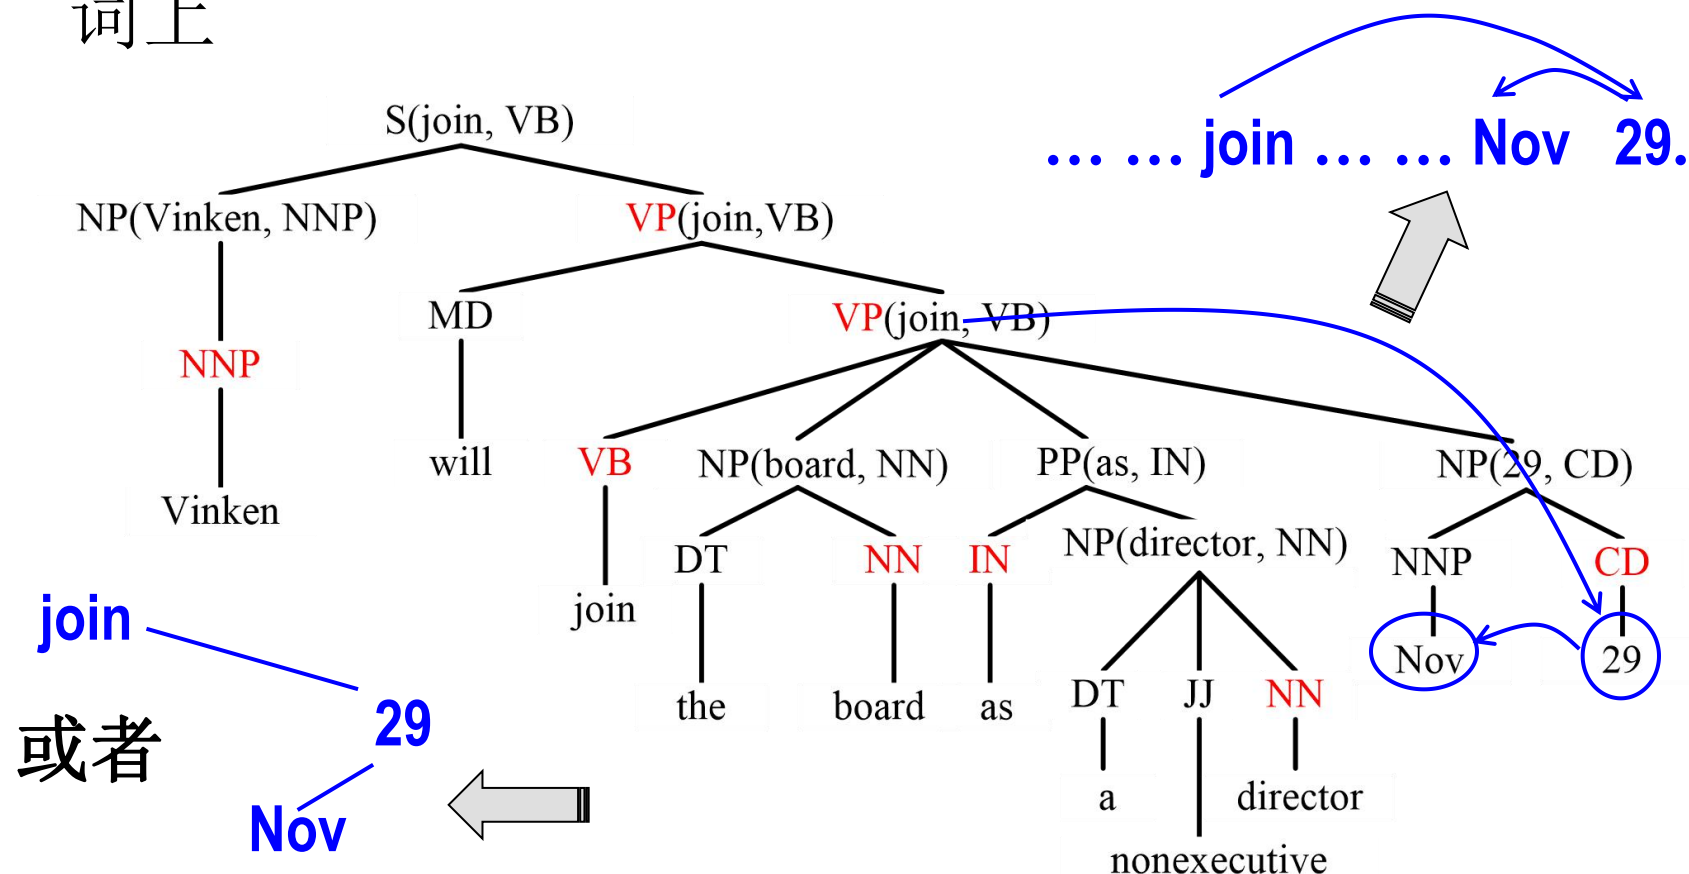 词上
… … join … … Nov 29.
S(join, VB)
NP(Vinken, NNP) VP(join,VB)
MD VP(join, VB)
NNP
will VB NP(board, NN) PP(as, IN) NP(29, CD)
Vinken
DT NN IN NP(director, NN) NNP CD
join
join
Nov 29
the board as DT JJ NN
29
或者
a director
Nov
nonexecutive